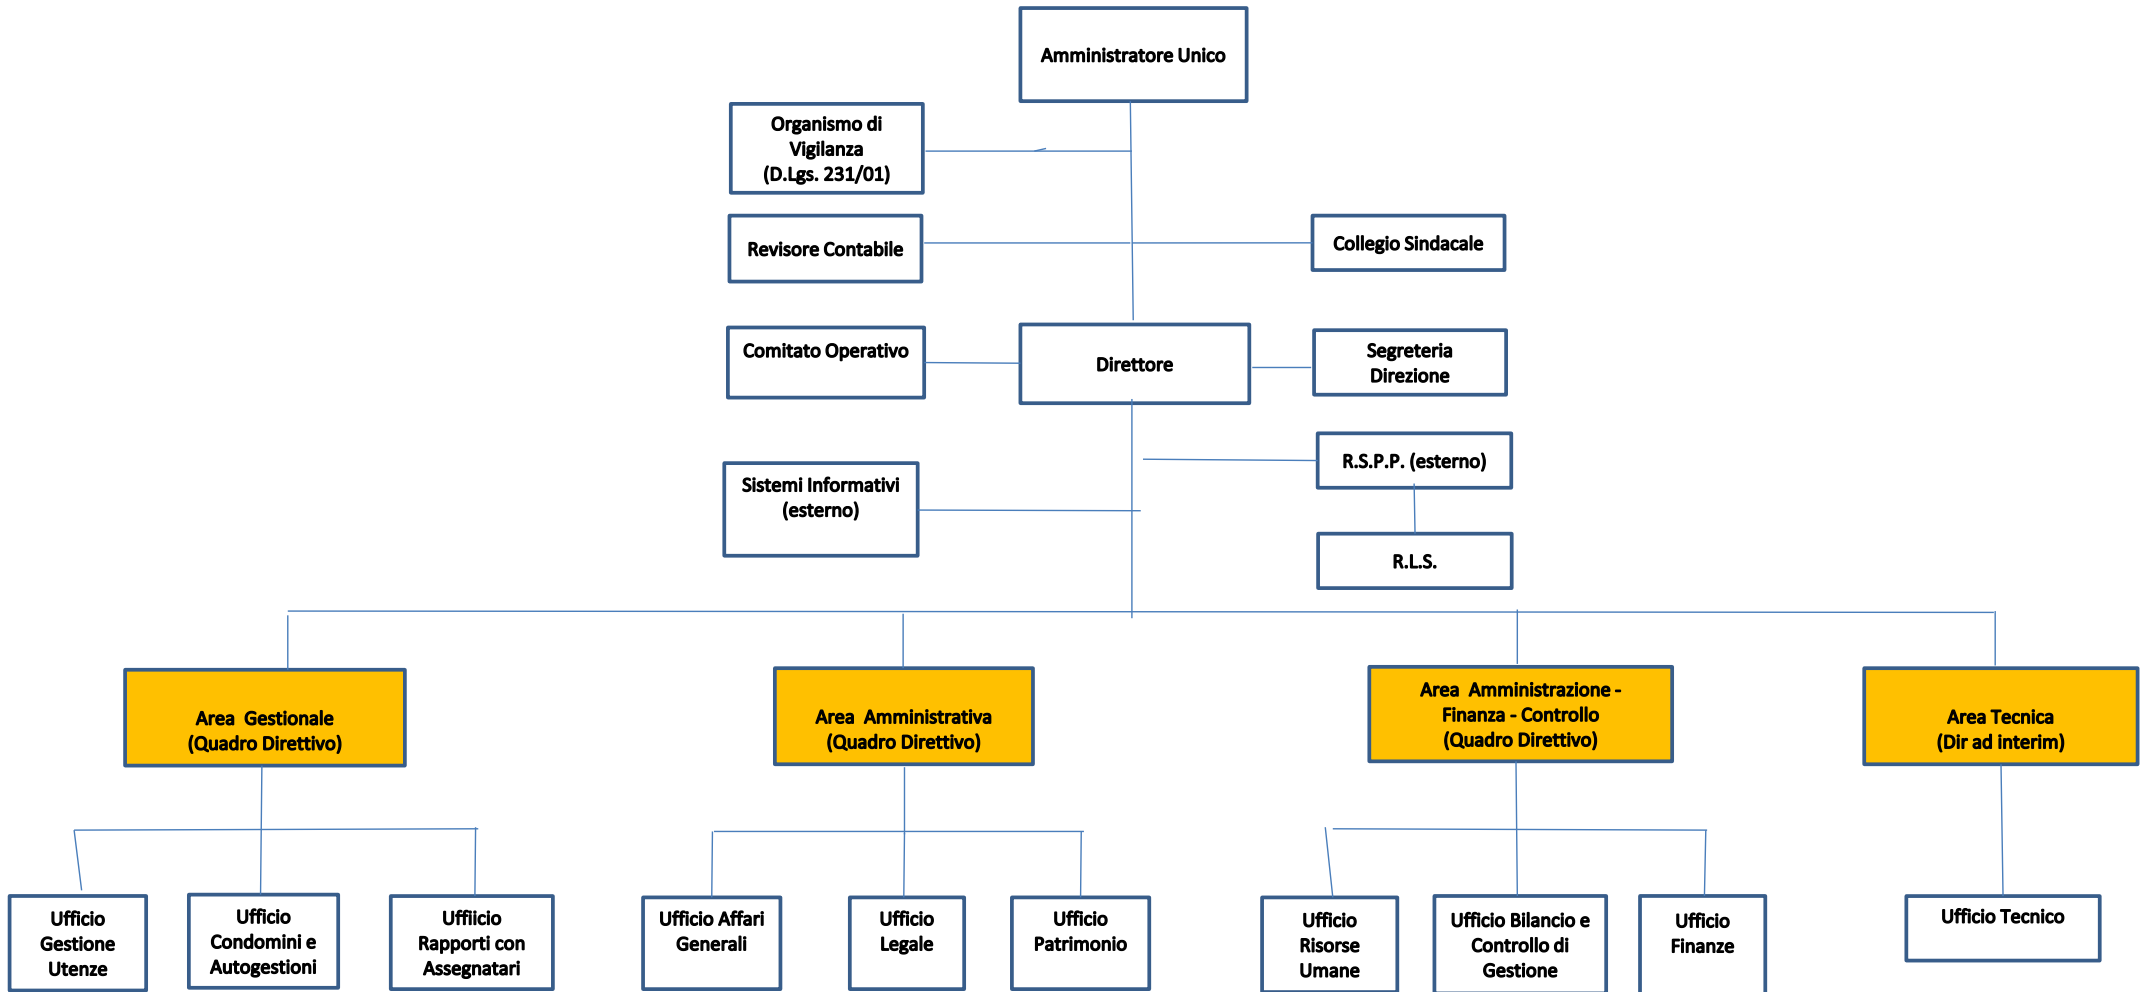 Amministratore Unico
Organismo di
Vigilanza
(D.Lgs. 231/01)
Revisore Contabile
Collegio Sindacale
Comitato Operativo
Direttore
Segreteria
Direzione
R.S.P.P. (esterno)
Sistemi Informativi
(esterno)
R.L.S.
Area Gestionale
(Quadro Direttivo)
Area Amministrativa
(Quadro Direttivo)
Area Amministrazione -
Finanza - Controllo
(Quadro Direttivo)
Area Tecnica
(Dir ad interim)
Ufficio
Gestione
Utenze
Ufficio
Condomini e
Autogestioni
Uffiicio
Rapporti con
Assegnatari
Ufficio Affari
Generali
Ufficio
Legale
Ufficio
Patrimonio
Ufficio
Risorse
Umane
Ufficio Bilancio e
Controllo di
Gestione
Ufficio
Finanze
Ufficio Tecnico